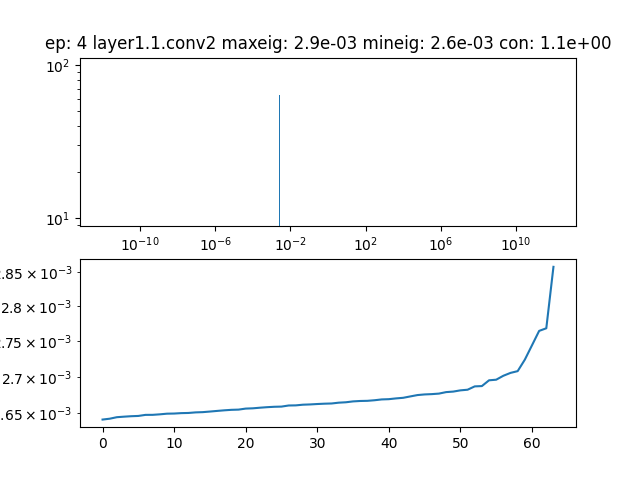 ep: 4 layer1.1.conv2 maxeig: 2.9e-03 mineig: 2.6e-03 con: 1.1e+00
10²
10¹
10⁻¹⁰ 10⁻⁶ 10⁻² 10² 10⁶ 10¹⁰
.85 × 10⁻³
2.8 × 10⁻³
.75 × 10⁻³
2.7 × 10⁻³
.65 × 10⁻³
0 10 20 30 40 50 60